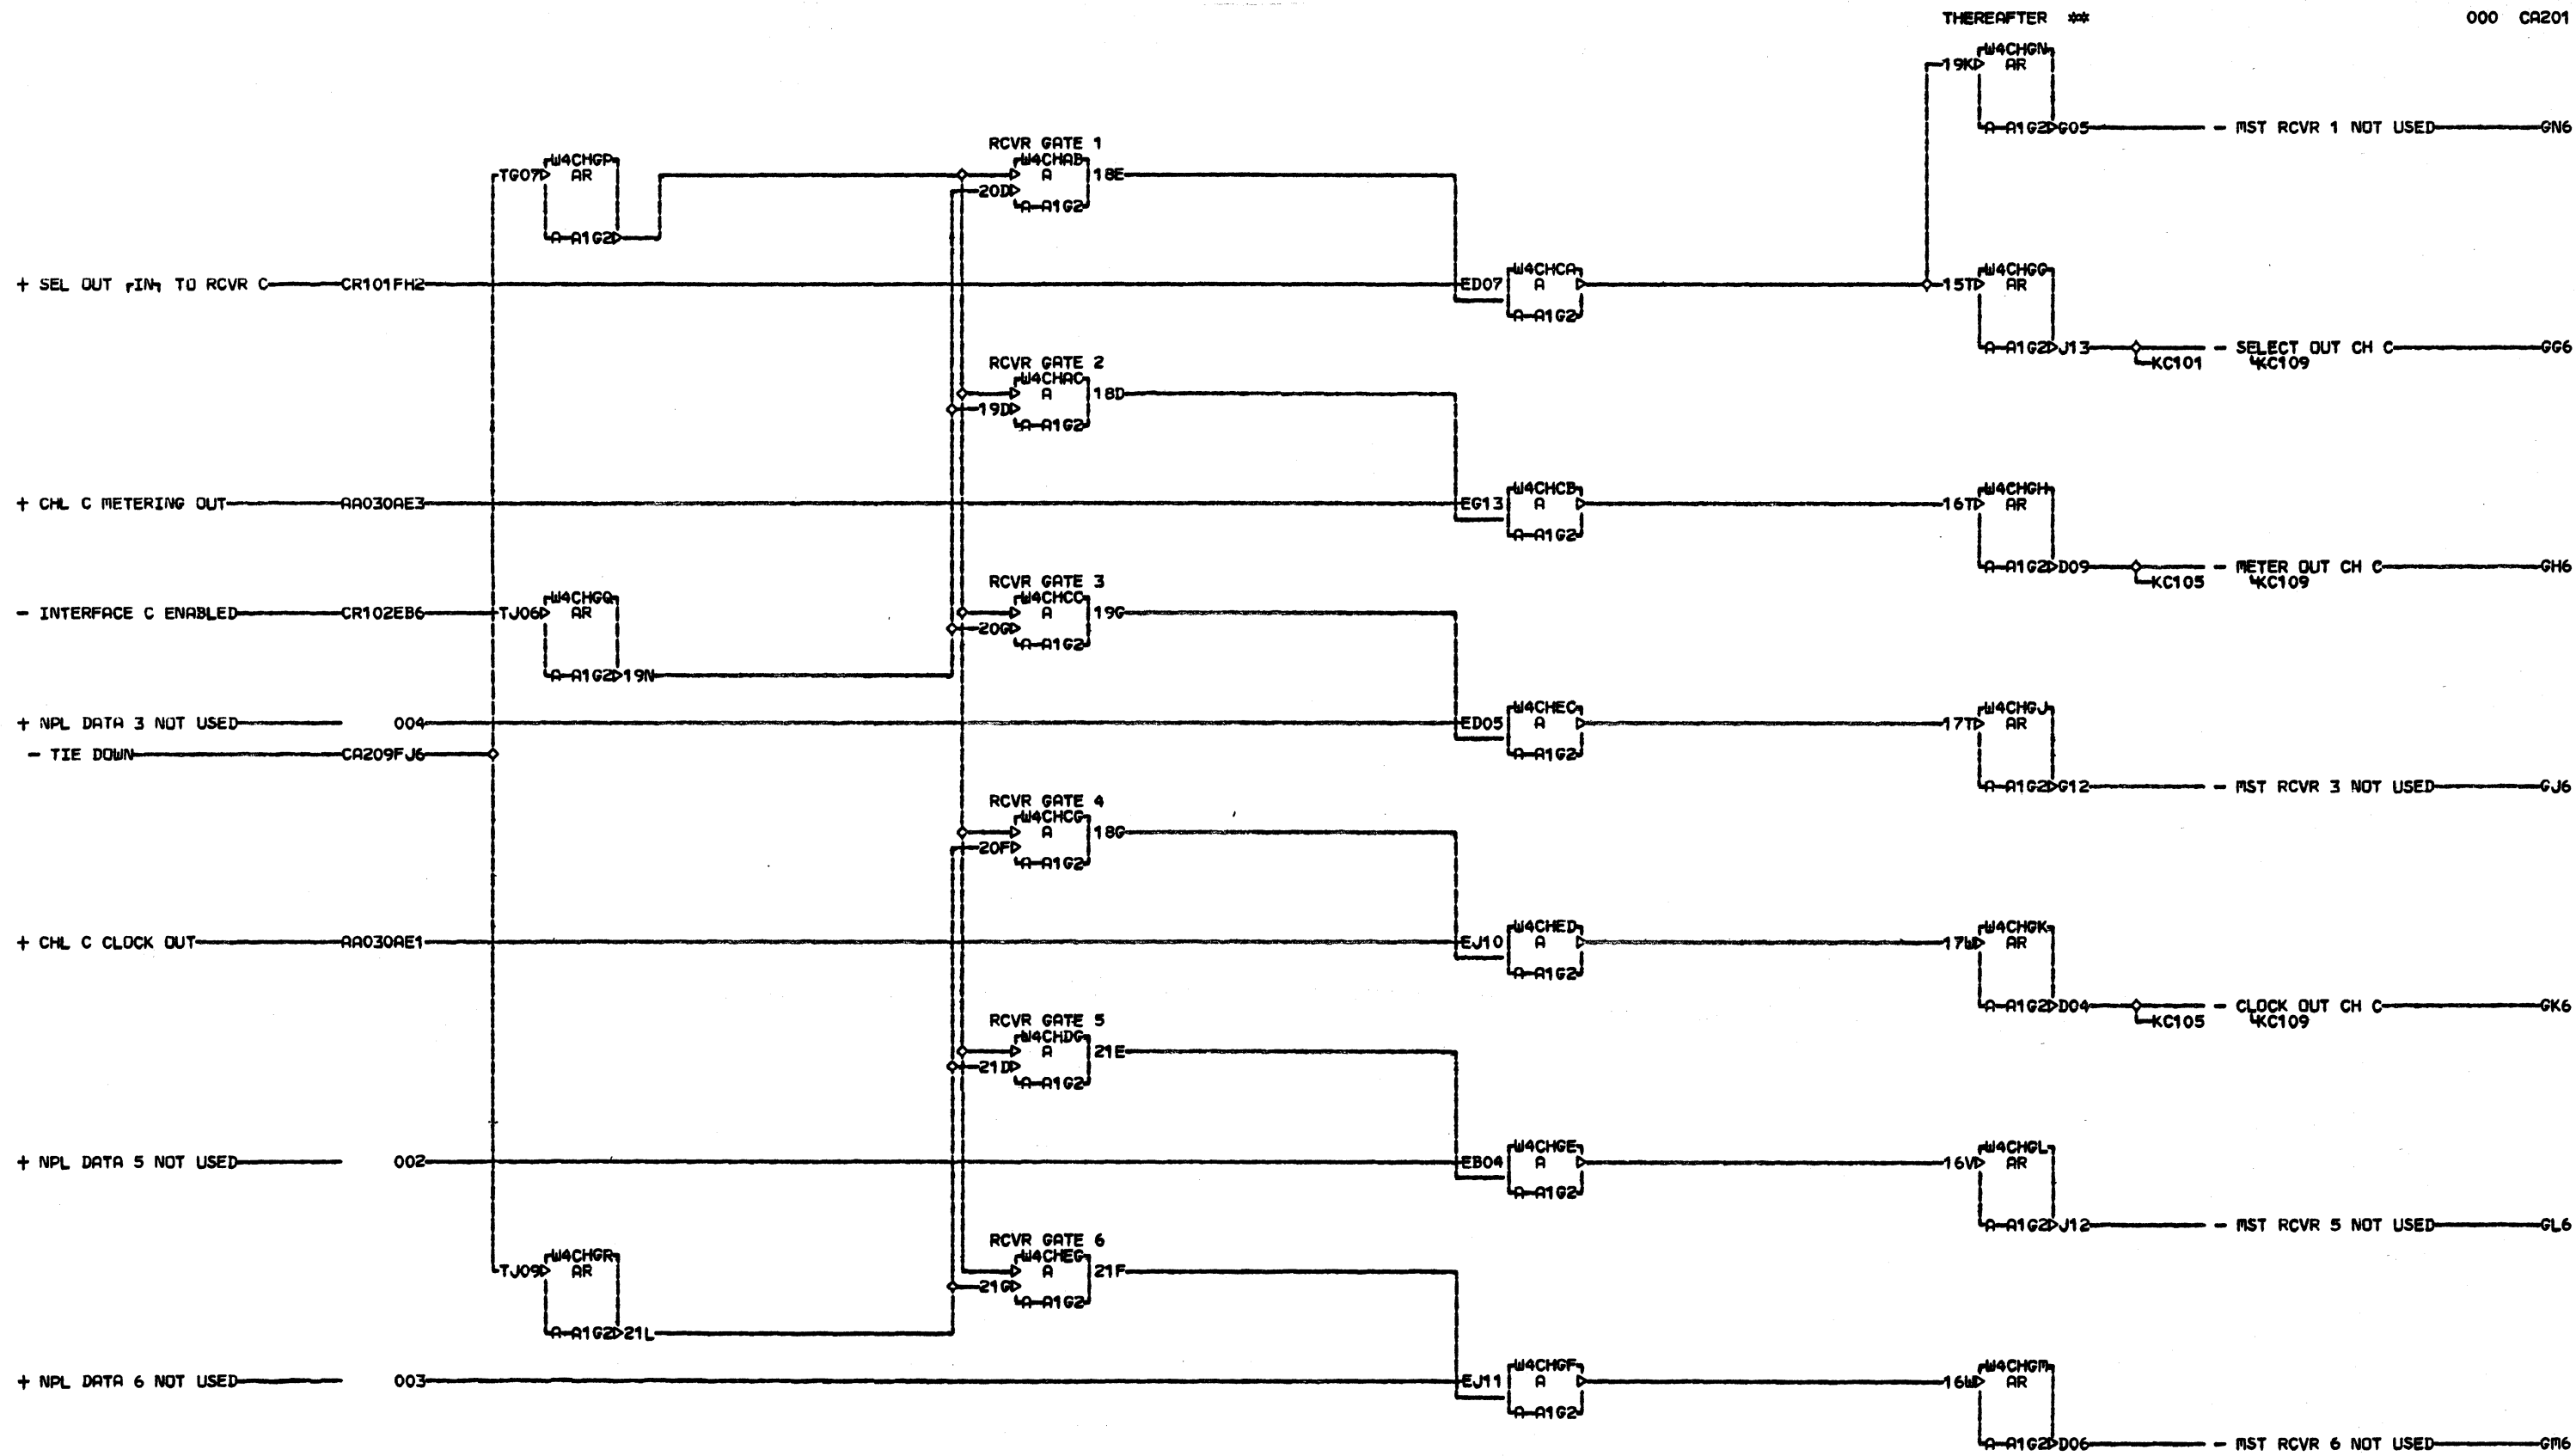 THEREAFTER ** 000 CA201
W4CHGN
19K AR
A-A1G2 G05 - MST RCVR 1 NOT USED GN6
RCVR GATE 1
W4CHGP W4CHAB
TG07 AR A 18E
20D
A-A1G2
A-A1G2
W4CHCA W4CHGG
+ SEL OUT ┌IN┐ TO RCVR C CR101FH2 ED07 A 15T AR
A-A1G2
A-A1G2 J13 - SELECT OUT CH C GG6
KC101 KC109
RCVR GATE 2
W4CHAC
A 18D
19D
A-A1G2
W4CHCB W4CHGH
+ CHL C METERING OUT AA030AE3 EG13 A 16T AR
A-A1G2
A-A1G2 D09 - METER OUT CH C GH6
KC105 KC109
RCVR GATE 3
W4CHGQ W4CHCC
- INTERFACE C ENABLED CR102EB6 TJ06 AR A 19G
20G
A-A1G2
A-A1G2 19N
W4CHEC W4CHGJ
+ NPL DATA 3 NOT USED 004 ED05 A 17T AR
- TIE DOWN CA209FJ6 A-A1G2
A-A1G2 G12 - MST RCVR 3 NOT USED GJ6
RCVR GATE 4
W4CHCG
A 18G
20F
A-A1G2
W4CHED W4CHGK
+ CHL C CLOCK OUT AA030AE1 EJ10 A 17W AR
A-A1G2
A-A1G2 D04 - CLOCK OUT CH C GK6
KC105 KC109
RCVR GATE 5
W4CHDG
A 21E
21D
A-A1G2
W4CHGE W4CHGL
+ NPL DATA 5 NOT USED 002 EB04 A 16V AR
A-A1G2
A-A1G2 J12 - MST RCVR 5 NOT USED GL6
RCVR GATE 6
W4CHGR W4CHEG
TJ09 AR A 21F
21G
A-A1G2
A-A1G2 21L
W4CHGF W4CHGM
+ NPL DATA 6 NOT USED 003 EJ11 A 16W AR
A-A1G2
A-A1G2 D06 - MST RCVR 6 NOT USED GM6